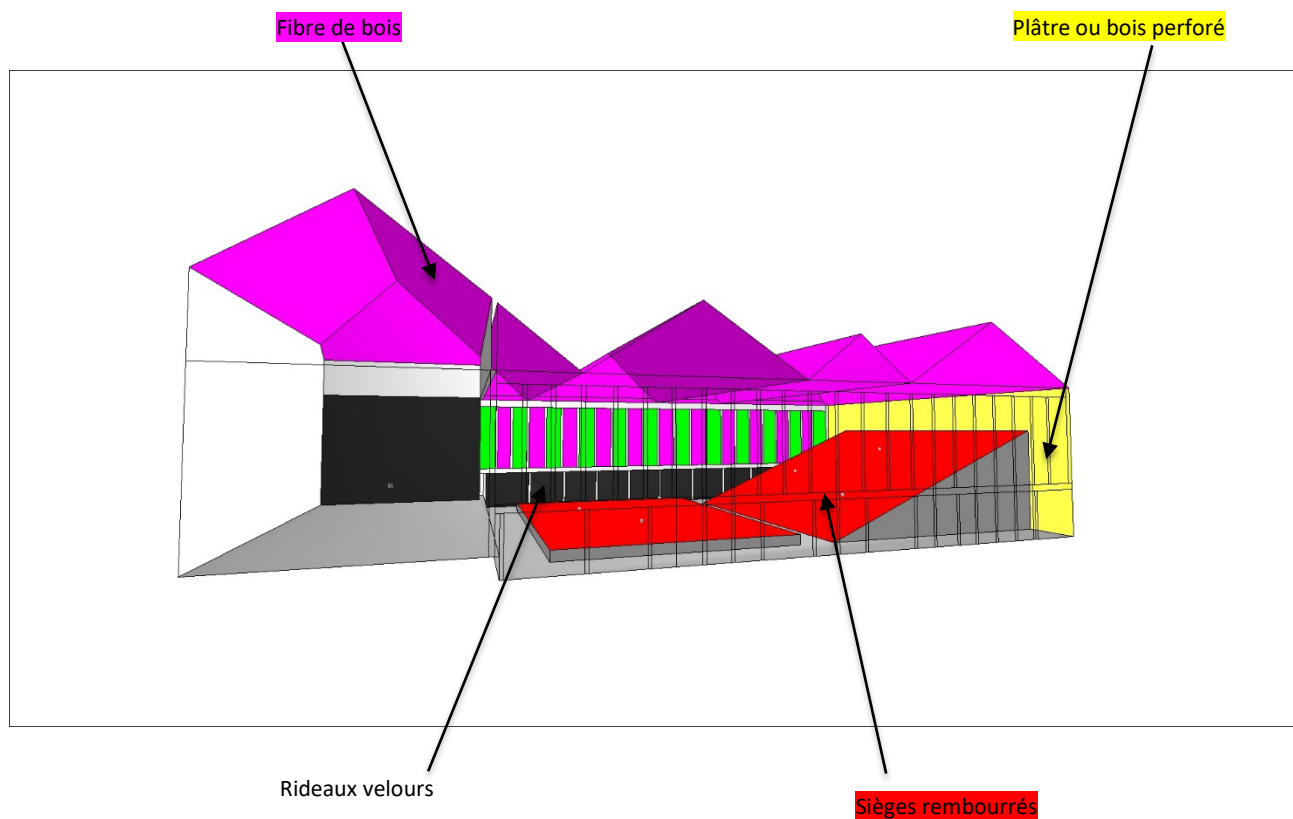 Fibre de bois
Plâtre ou bois perforé
Rideaux velours
Sièges rembourrés